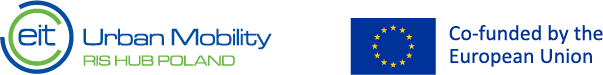 eit Urban Mobility
RIS HUB POLAND
Co-funded by the
European Union